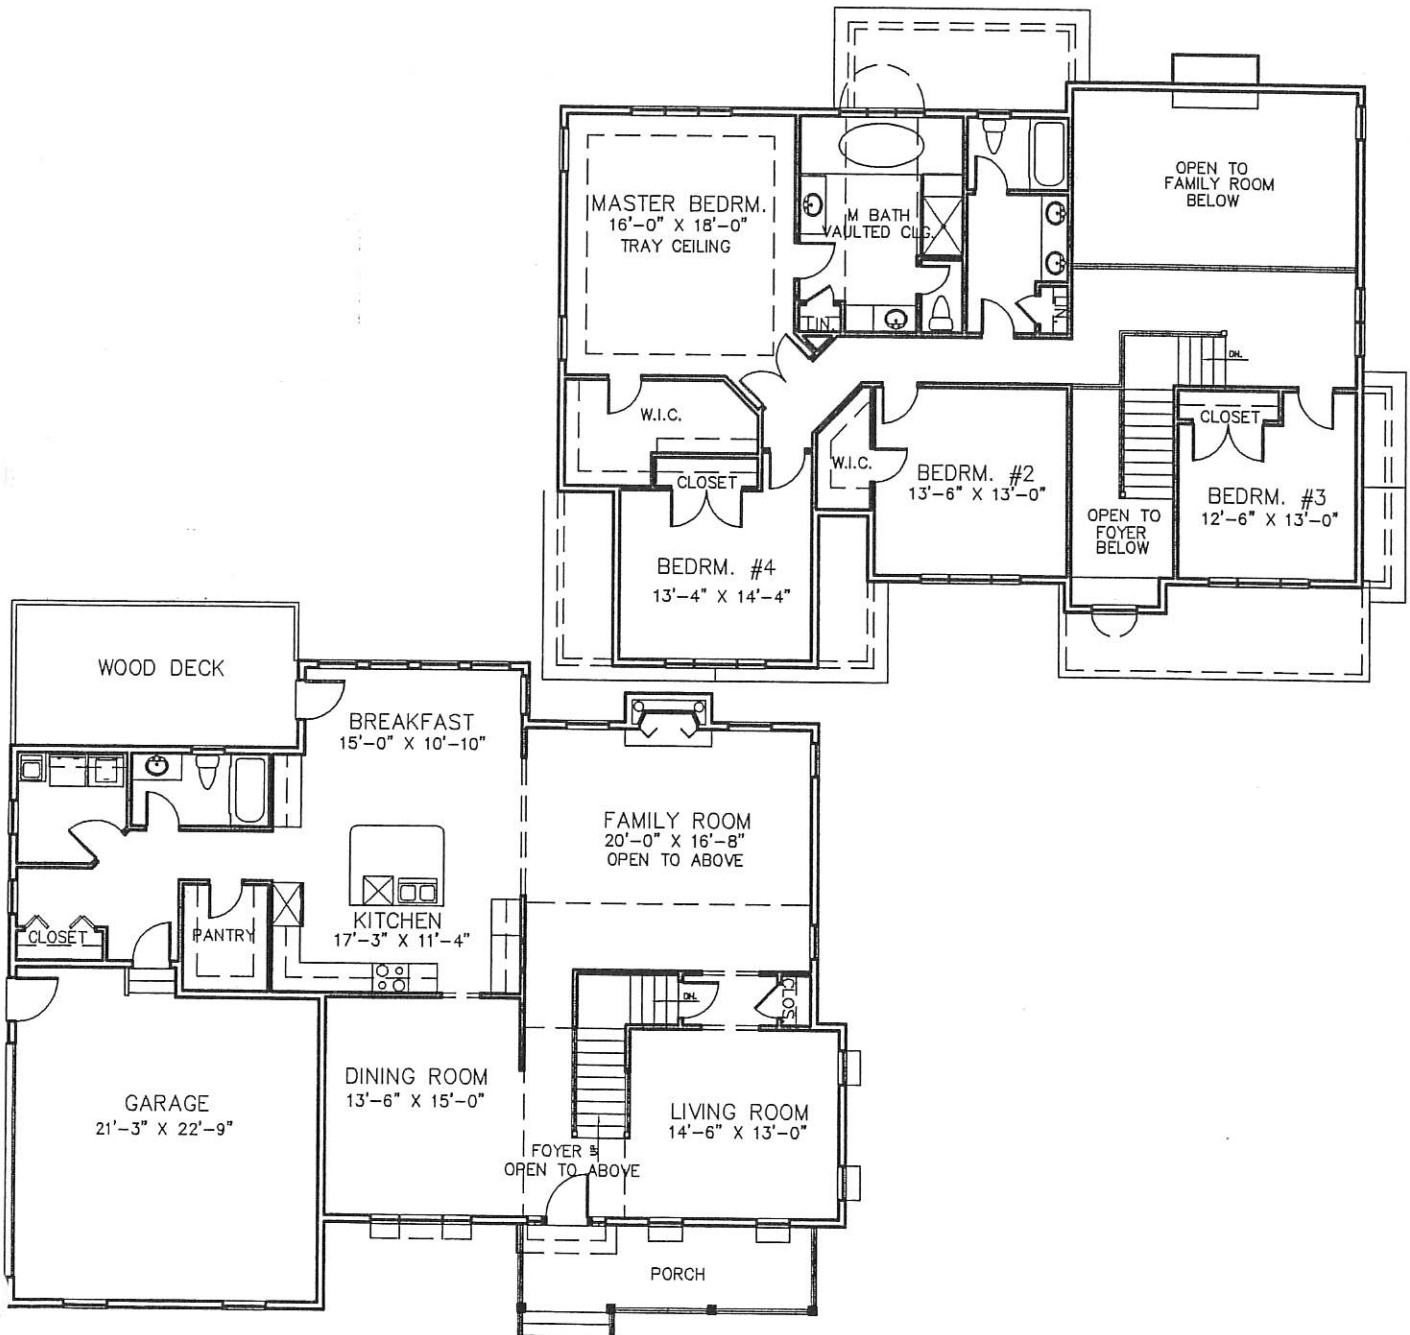 OPEN TO
FAMILY ROOM
BELOW
MASTER BEDRM.
16'-0" X 18'-0"
TRAY CEILING
M BATH
VAULTED CLG.
LIN.
LIN
DN.
W.I.C.
CLOSET
W.I.C.
BEDRM. #2
13'-6" X 13'-0"
CLOSET
BEDRM. #3
12'-6" X 13'-0"
OPEN TO
FOYER
BELOW
BEDRM. #4
13'-4" X 14'-4"
WOOD DECK
BREAKFAST
15'-0" X 10'-10"
FAMILY ROOM
20'-0" X 16'-8"
OPEN TO ABOVE
KITCHEN
17'-3" X 11'-4"
PANTRY
CLOSET
DN.
CLOS
DINING ROOM
13'-6" X 15'-0"
GARAGE
21'-3" X 22'-9"
LIVING ROOM
14'-6" X 13'-0"
UP
FOYER
OPEN TO ABOVE
PORCH